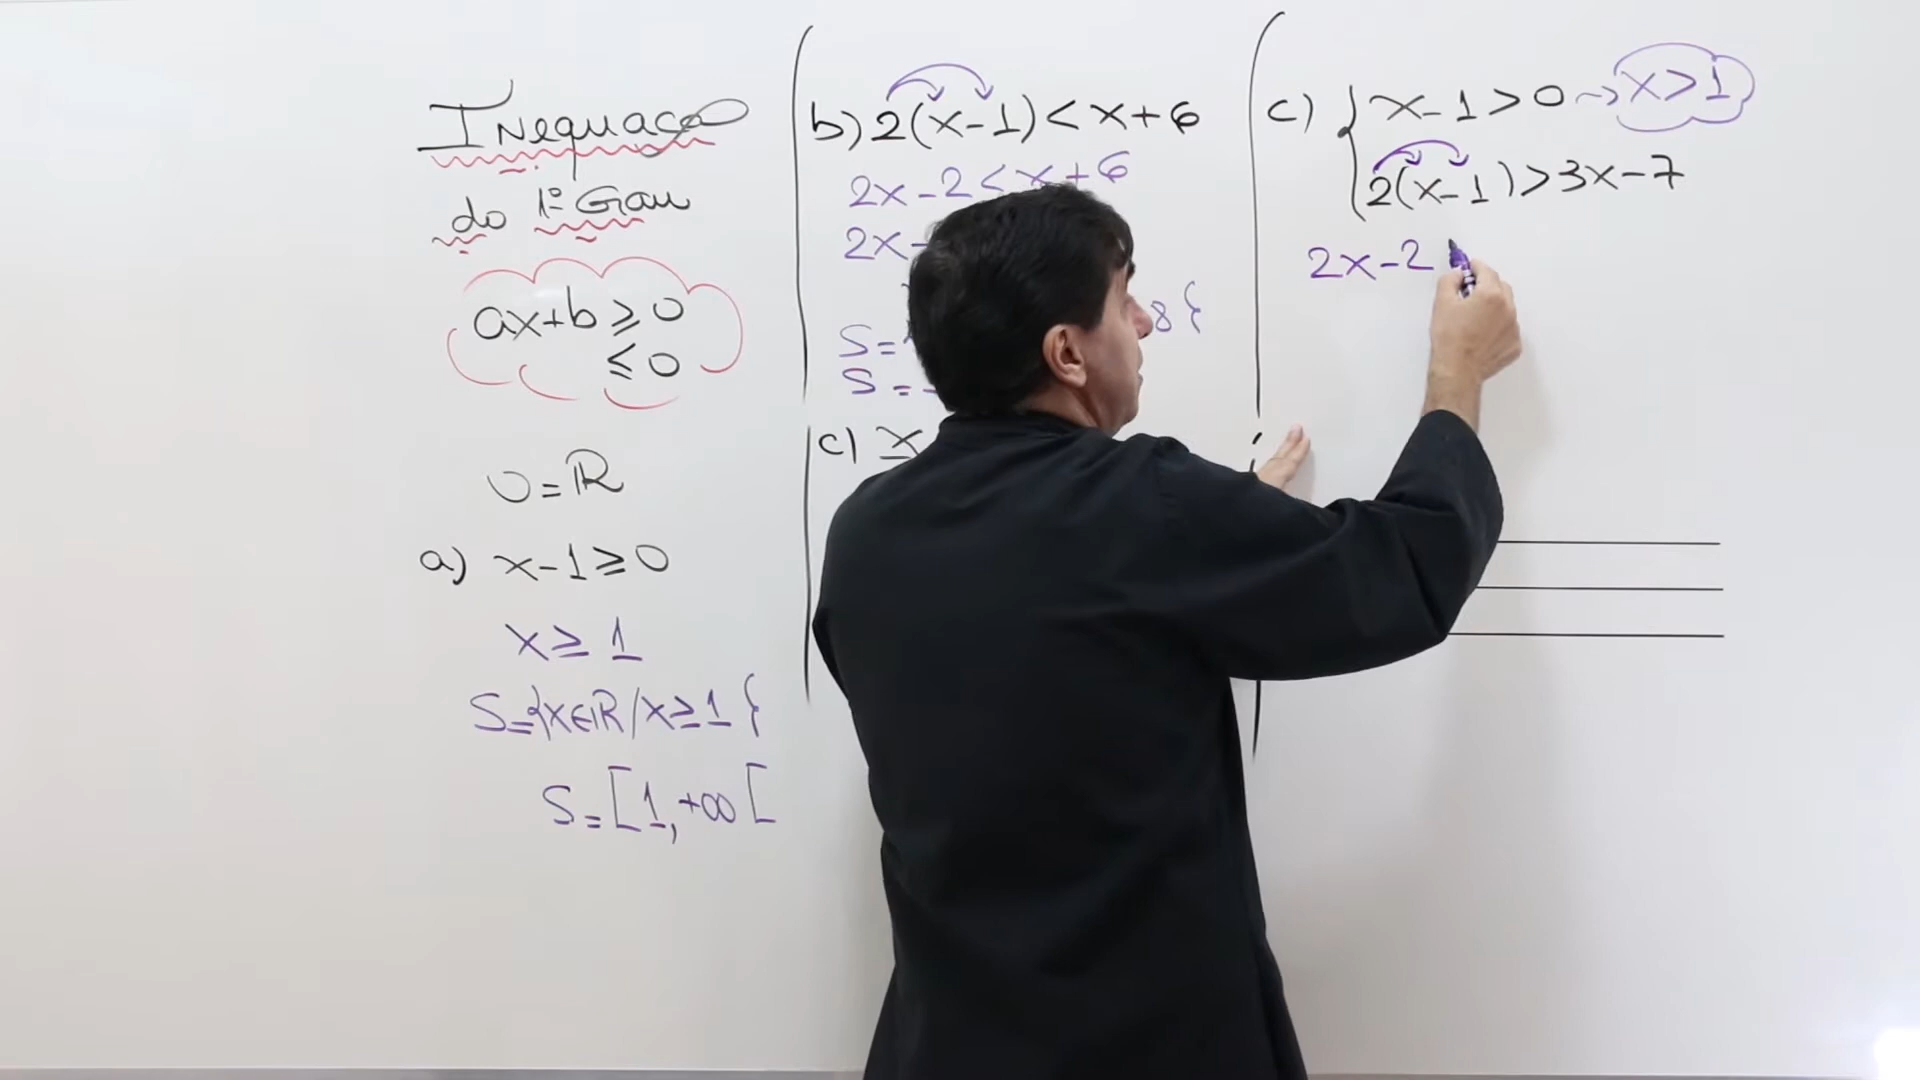 Inequação
do 1º Grau
ax+b ≥ 0
≤ 0
U = ℝ
a) x-1 ≥ 0
x ≥ 1
S={x∈ℝ/x≥1}
S=[1,+∞[
b) 2(x-1) < x+6
2x-2 < x+6
2x-
8}
S=
S=
c) x
c) { x-1>0 → x>1
2(x-1)>3x-7
2x-2